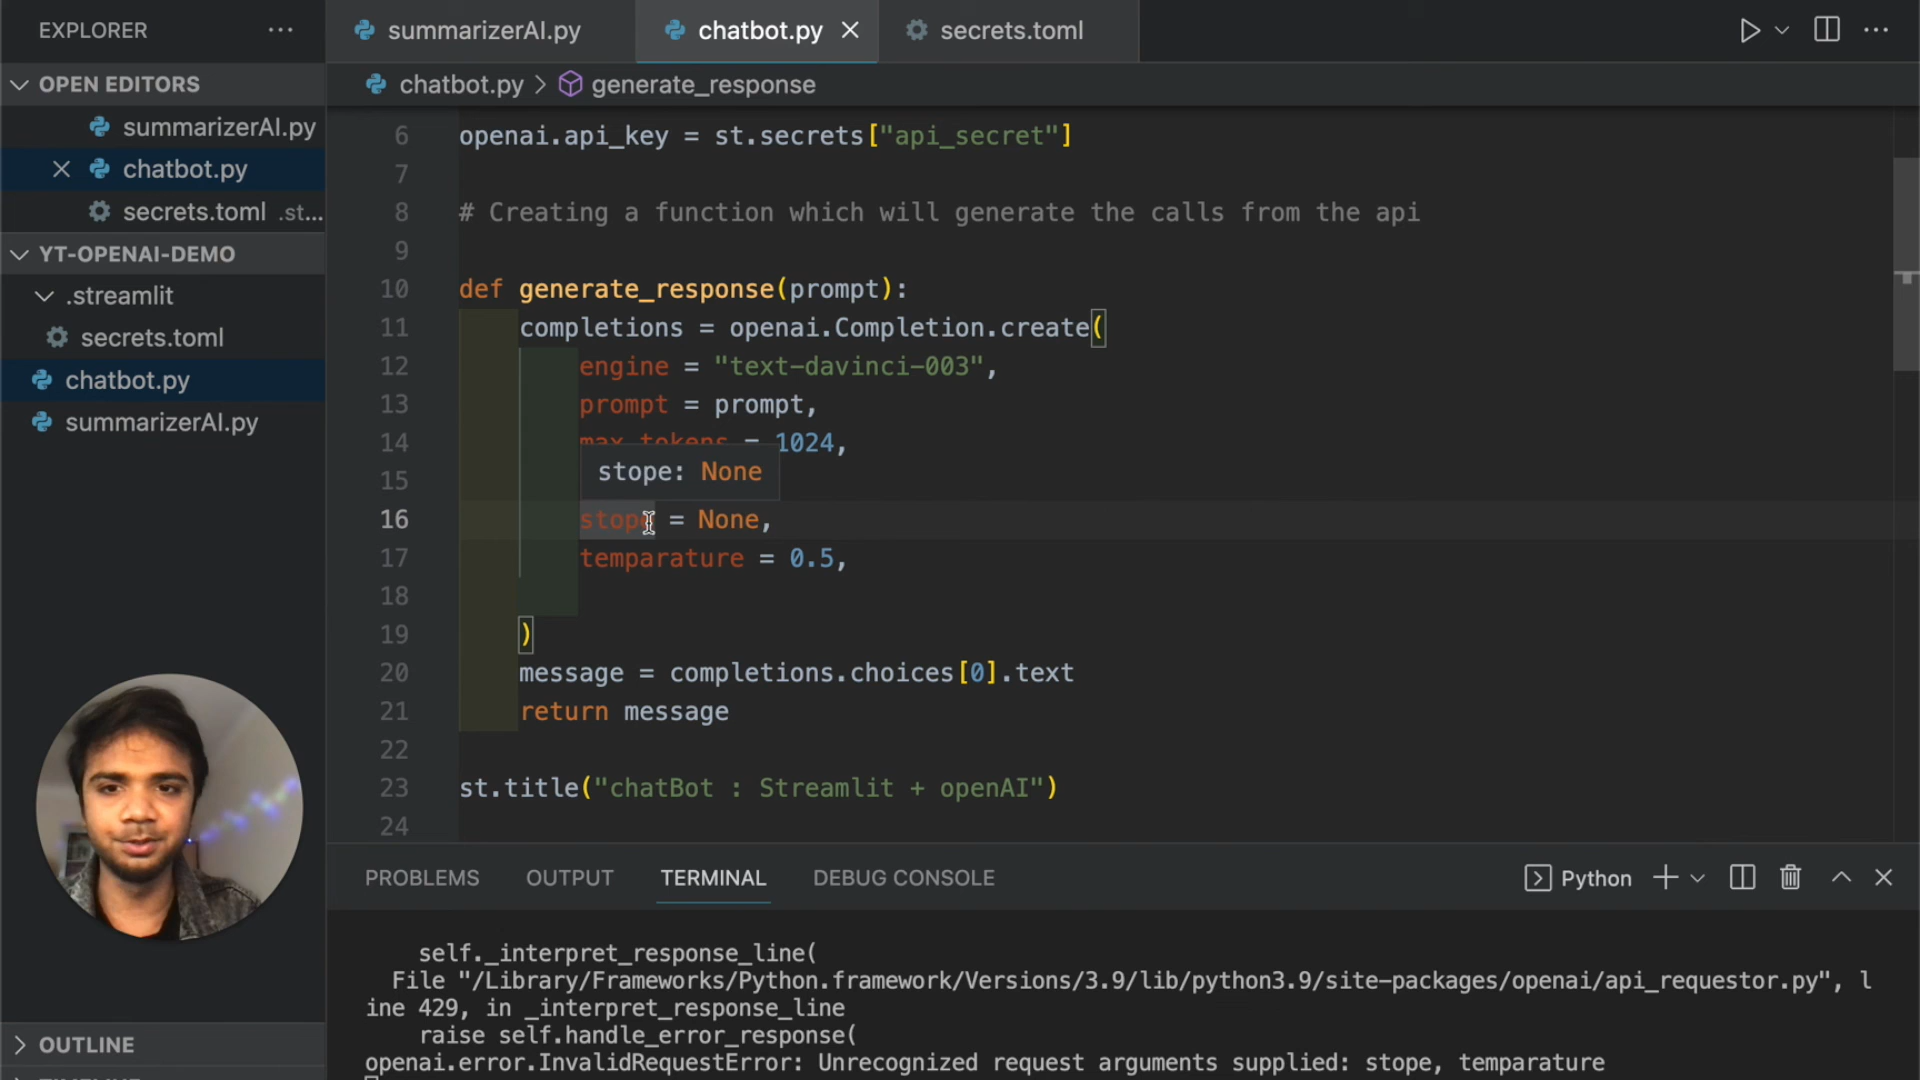 EXPLORER
summarizerAI.py
chatbot.py
secrets.toml
OPEN EDITORS
summarizerAI.py
chatbot.py
secrets.toml .st...
YT-OPENAI-DEMO
.streamlit
secrets.toml
chatbot.py
summarizerAI.py
OUTLINE
chatbot.py > generate_response
6 openai.api_key = st.secrets["api_secret"]
7
8 # Creating a function which will generate the calls from the api
9
10 def generate_response(prompt):
11 completions = openai.Completion.create(
12 engine = "text-davinci-003",
13 prompt = prompt,
14 max_tokens = 1024,
stope: None
15
16 stope = None,
17 temparature = 0.5,
18
19 )
20 message = completions.choices[0].text
21 return message
22
23 st.title("chatBot : Streamlit + openAI")
24
PROBLEMS OUTPUT TERMINAL DEBUG CONSOLE Python
self._interpret_response_line(
File "/Library/Frameworks/Python.framework/Versions/3.9/lib/python3.9/site-packages/openai/api_requestor.py", l
ine 429, in _interpret_response_line
raise self.handle_error_response(
openai.error.InvalidRequestError: Unrecognized request arguments supplied: stope, temparature